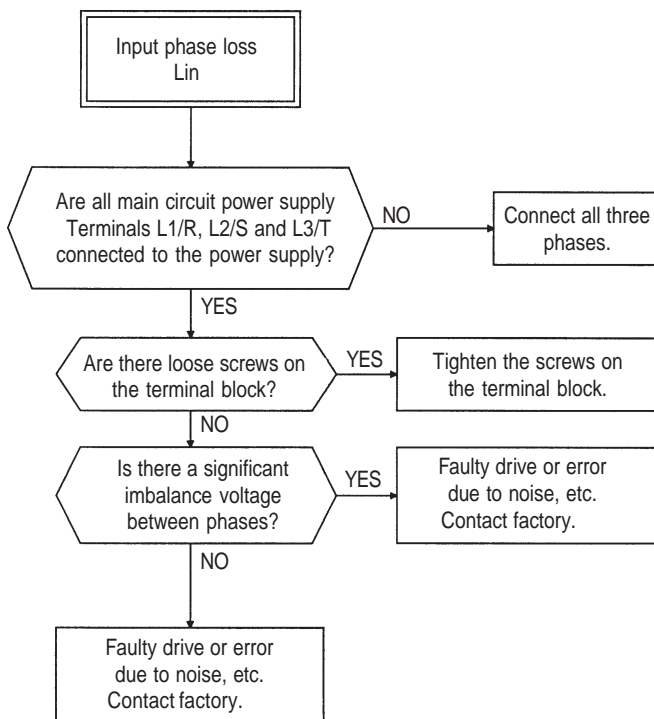 Input phase loss
Lin
Are all main circuit power supply
Terminals L1/R, L2/S and L3/T
connected to the power supply?
NO
Connect all three
phases.
YES
Are there loose screws on
the terminal block?
YES
Tighten the screws on
the terminal block.
NO
Is there a significant
imbalance voltage
between phases?
YES
Faulty drive or error
due to noise, etc.
Contact factory.
NO
Faulty drive or error
due to noise, etc.
Contact factory.